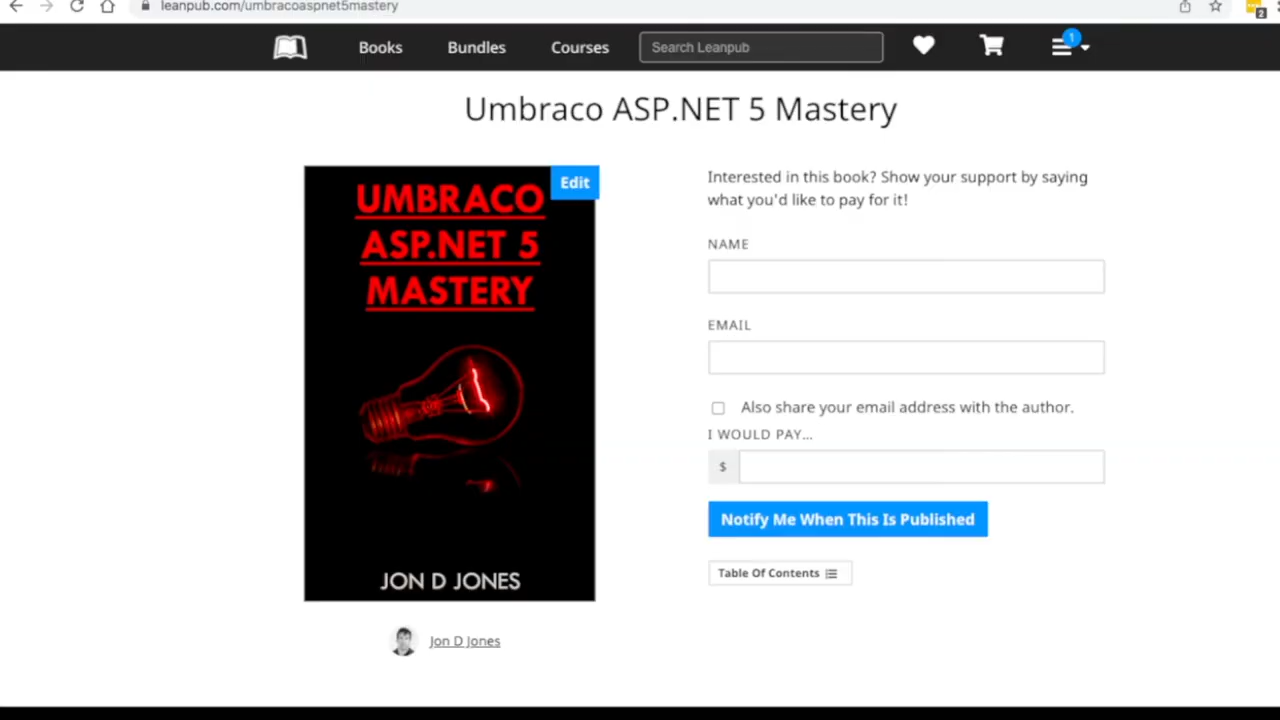 leanpub.com/umbracoaspnet5mastery
2
Books Bundles Courses Search Leanpub 1
Umbraco ASP.NET 5 Mastery
Edit
UMBRACO
ASP.NET 5
MASTERY
JON D JONES
Jon D Jones
Interested in this book? Show your support by saying
what you'd like to pay for it!
NAME
EMAIL
Also share your email address with the author.
I WOULD PAY...
$
Notify Me When This Is Published
Table Of Contents